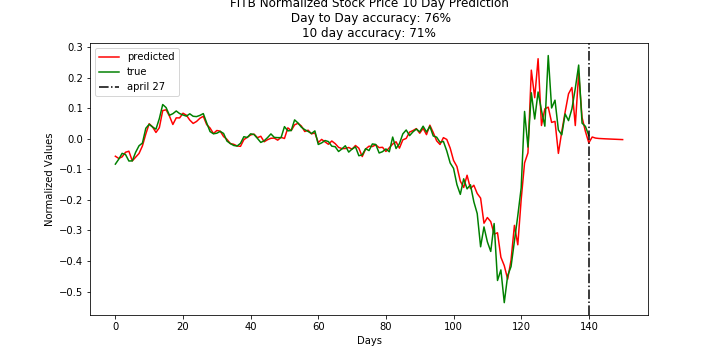 FITB Normalized Stock Price 10 Day Prediction
Day to Day accuracy: 76%
10 day accuracy: 71%
predicted
true
april 27
Normalized Values
0.3
0.2
0.1
0.0
−0.1
−0.2
−0.3
−0.4
−0.5
0 20 40 60 80 100 120 140
Days